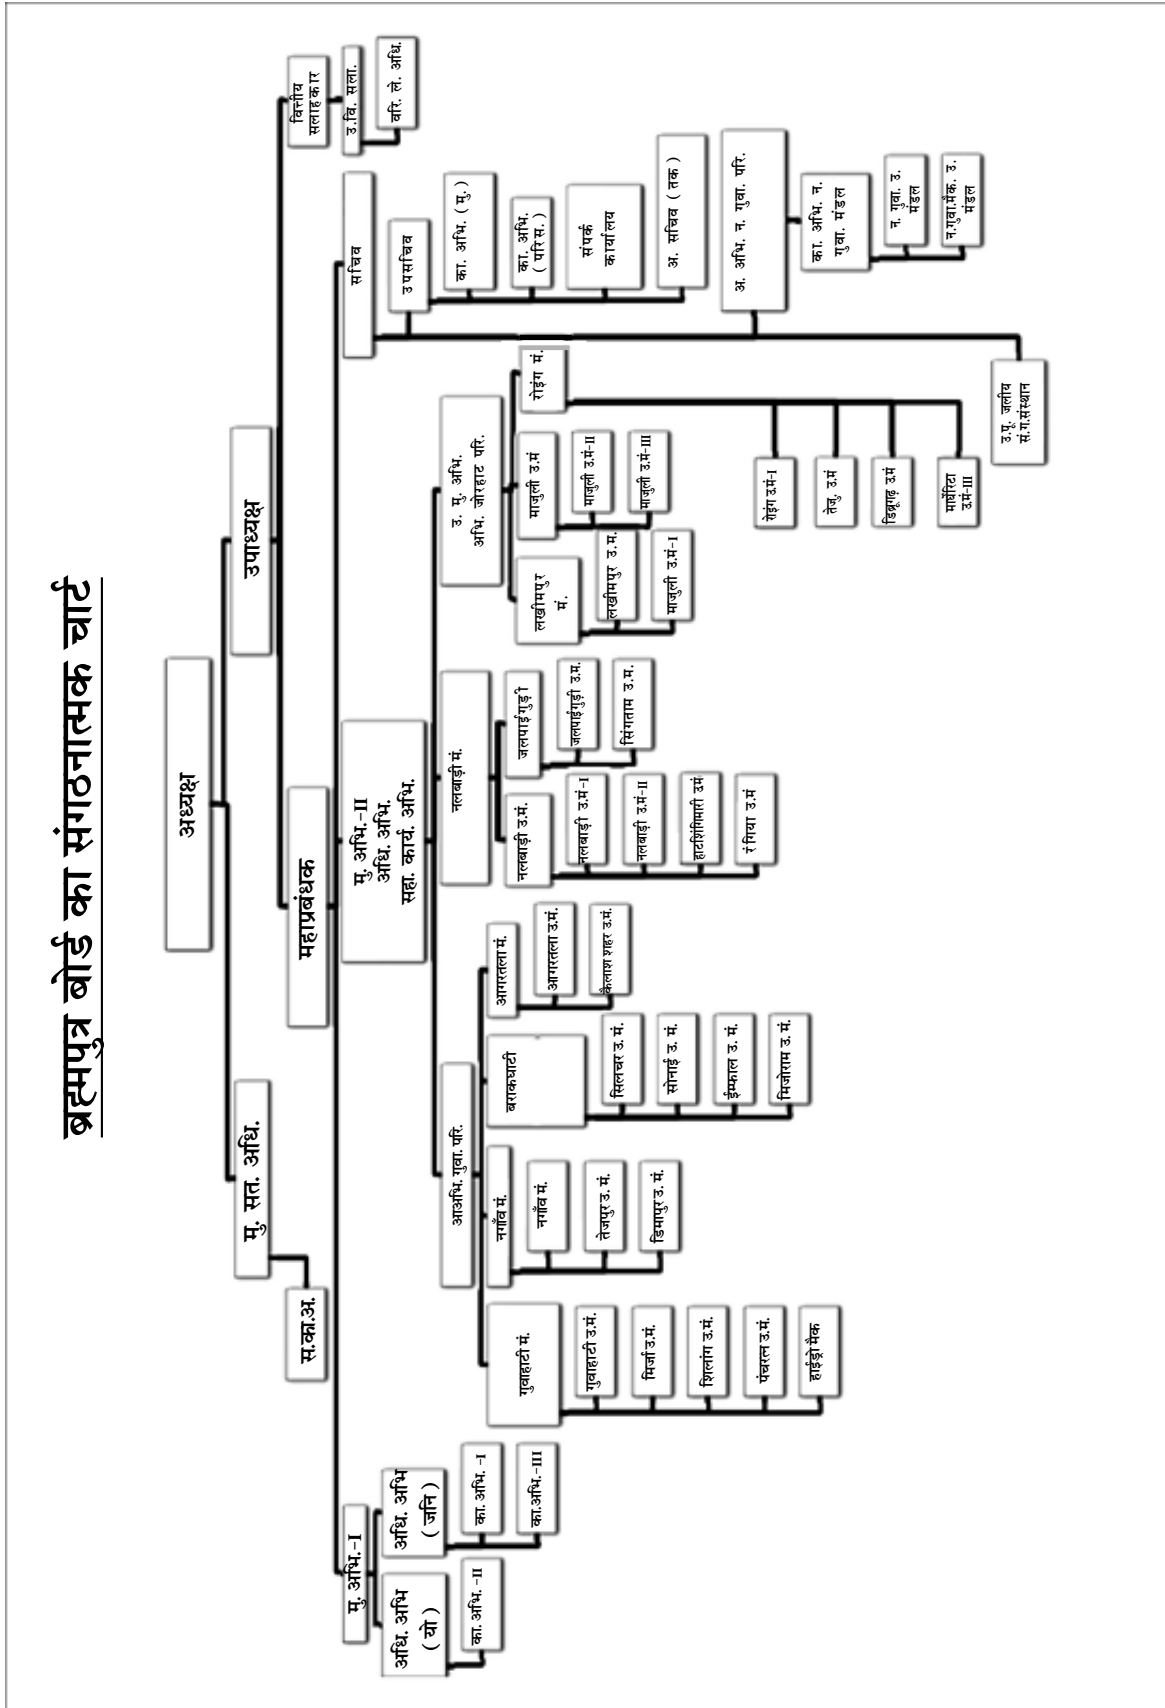 ब्रह्मपुत्र बोर्ड का संगठनात्मक चार्ट
अध्यक्ष
मु. सत. अधि.
उपाध्यक्ष
स.का.अ.
महाप्रबंधक
वित्तीय
सलाहकार
उ.वि. सला.
वरि. ले. अधि.
मु. अभि.-I
मु. अभि.-II
अधि. अभि.
सहा. कार्य. अभि.
सचिव
अधि. अभि
( यो )
का. अभि. -II
अधि. अभि
( जनि )
का. अभि. -I
का.अभि.-III
आअभि. गुवा. परि.
नलबाड़ी मं.
उ. मु. अभि.
अभि. जोरहाट परि.
गुवाहाटी मं.
गुवाहाटी उ.मं.
मिर्जा उ.मं.
शिलांग उ.मं.
पंचरत्न उ.मं.
हाईड्रो मैक
नगाँव मं.
नगाँव मं.
तेजपुर उ. मं.
डिमापुर उ. मं.
बराकघाटी
सिलचर उ. मं.
सोनाई उ. मं.
ईम्फाल उ. मं.
मिजोराम उ. मं.
आगरतला मं.
आगरतला उ.मं.
कैलाश शहर उ.मं.
नलबाड़ी उ.मं.
नलबाड़ी उ.मं-I
नलबाड़ी उ.मं-II
हाटशिंगिमारी उमं
रंगिया उ.मं
जलपाईगुड़ी
जलपाईगुड़ी उ.म.
सिंगताम उ.म.
लखीमपुर
मं.
लखीमपुर उ.म.
माजुली उ.मं-I
माजुली उ.मं
माजुली उ.मं-II
माजुली उ.मं-III
रोइंग मं.
रोइंग उ.मं-I
तेजू उ.मं
डिब्रूगढ़ उ.मं
मार्घेरिटा
उ.मं-III
उपसचिव
का. अभि. ( मु. )
का. अभि.
( परिस. )
संपर्क
कार्यालय
अ. सचिव ( तक )
अ. अभि. न. गुवा. परि.
का. अभि. न.
गुवा. मंडल
न. गुवा. उ.
मंडल
न.गुवा.मैक. उ.
मंडल
उ.पू. जलीय
सं.ग.संस्थान